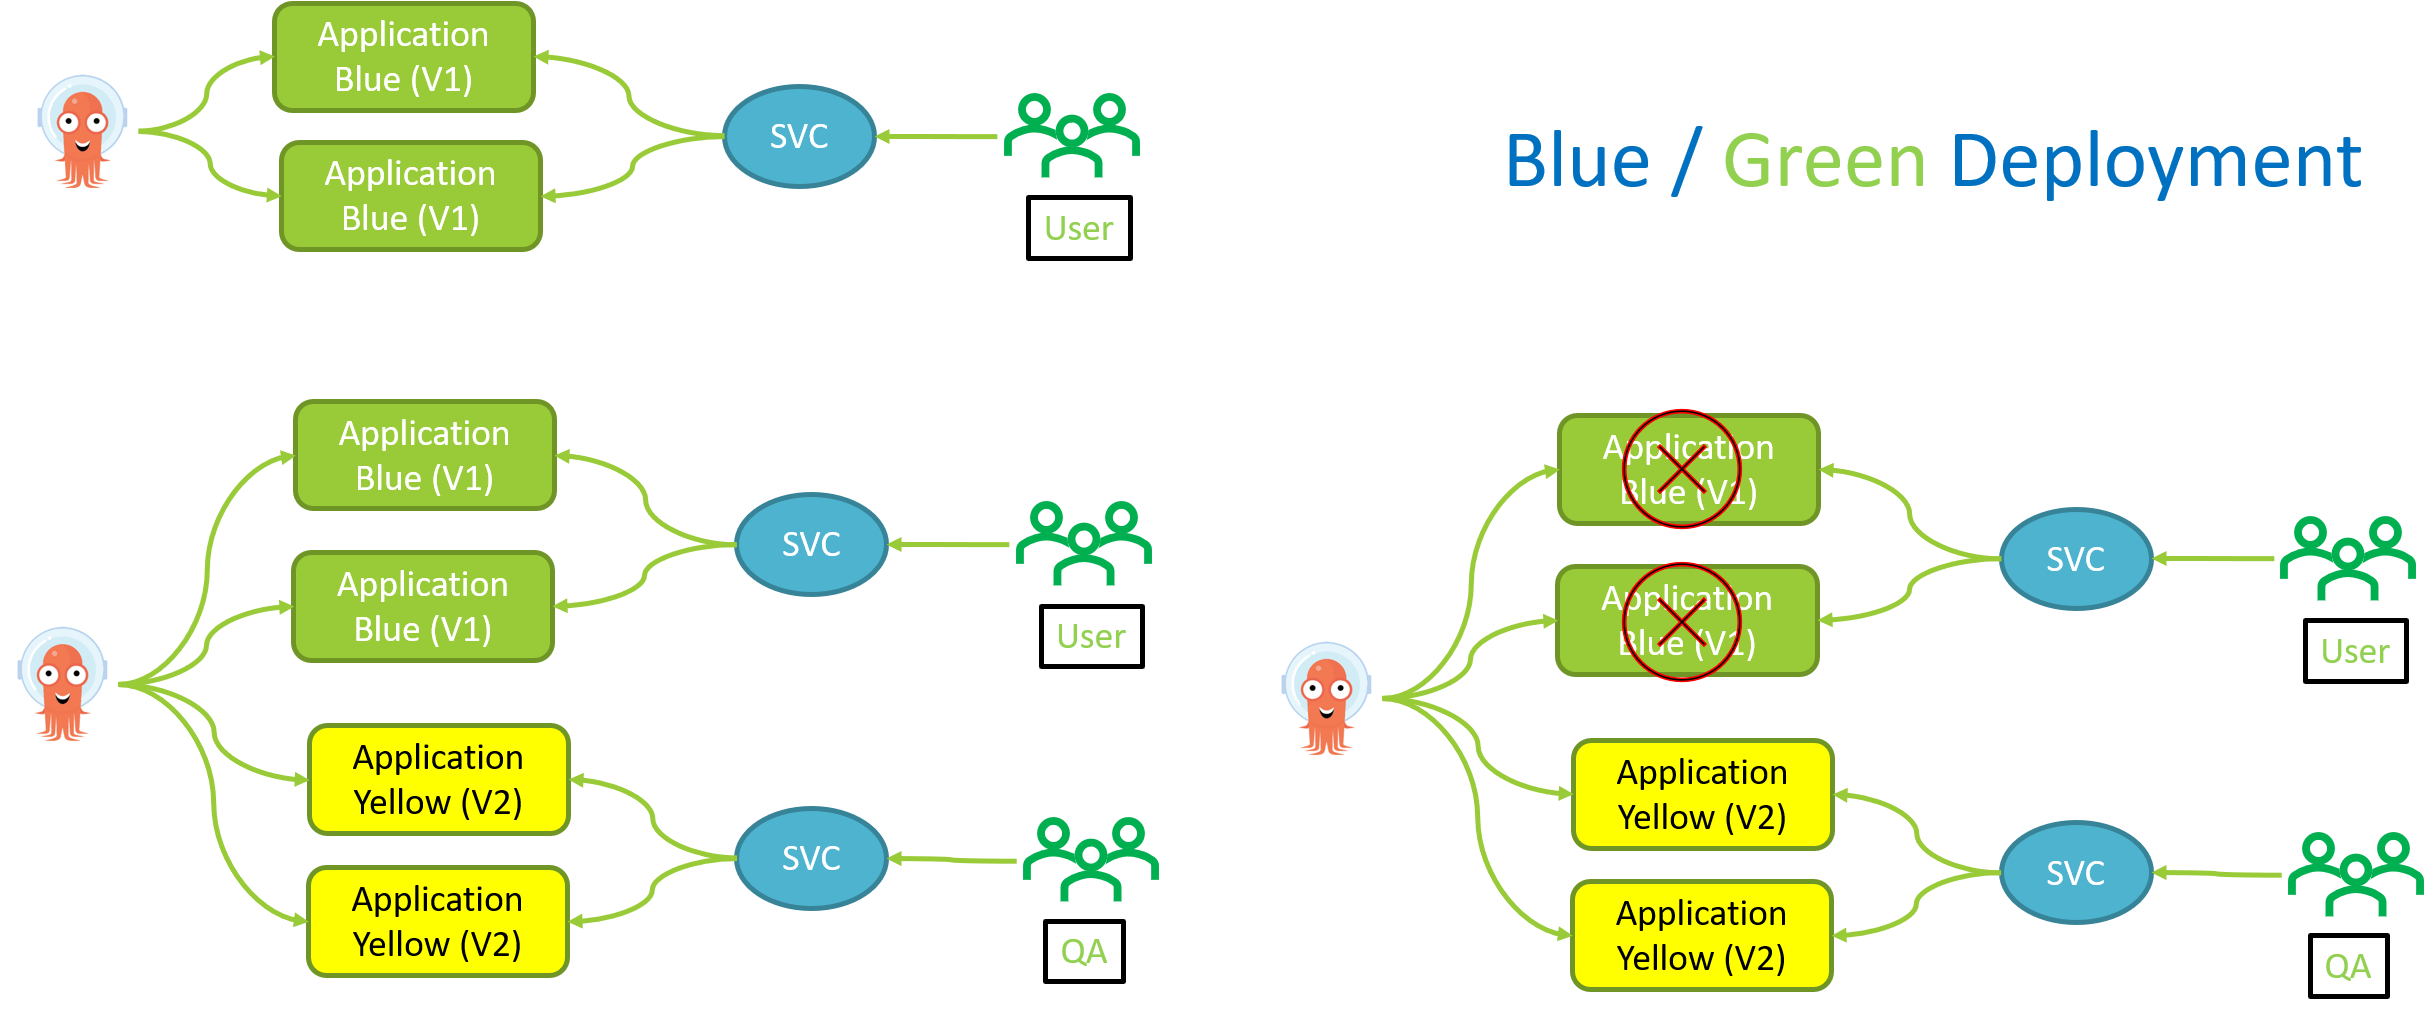 Application
Blue (V1)
Application
Blue (V1)
SVC
User
Blue / Green Deployment
Application
Blue (V1)
Application
Blue (V1)
SVC
User
Application
Yellow (V2)
Application
Yellow (V2)
SVC
QA
Application
Blue (V1)
Application
Blue (V1)
SVC
User
Application
Yellow (V2)
Application
Yellow (V2)
SVC
QA